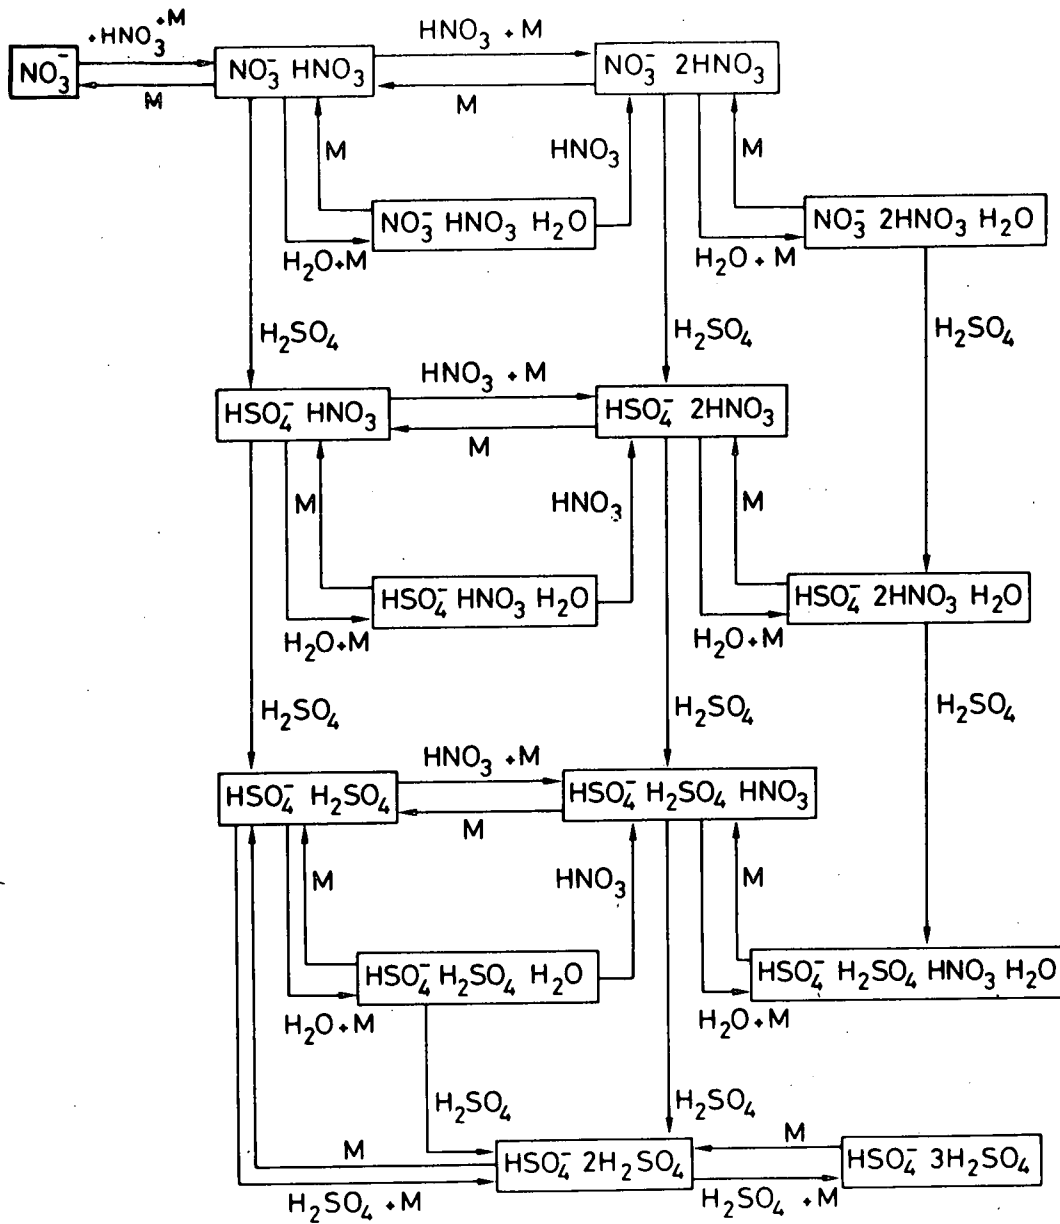 +HNO₃ +M HNO₃ + M
NO₃⁻ NO₃⁻ HNO₃ NO₃⁻ 2HNO₃
M M
M HNO₃ M
NO₃⁻ HNO₃ H₂O NO₃⁻ 2HNO₃ H₂O
H₂O+M H₂O + M
H₂SO₄ H₂SO₄ H₂SO₄
HNO₃ + M
HSO₄⁻ HNO₃ HSO₄⁻ 2HNO₃
M
M HNO₃ M
HSO₄⁻ HNO₃ H₂O HSO₄⁻ 2HNO₃ H₂O
H₂O+M H₂O+M
H₂SO₄ H₂SO₄ H₂SO₄
HNO₃ +M
HSO₄⁻ H₂SO₄ HSO₄⁻ H₂SO₄ HNO₃
M
M HNO₃ M
HSO₄⁻ H₂SO₄ H₂O HSO₄⁻ H₂SO₄ HNO₃ H₂O
H₂O+M H₂O+M
H₂SO₄ H₂SO₄
M M
HSO₄⁻ 2H₂SO₄ HSO₄⁻ 3H₂SO₄
H₂SO₄ +M H₂SO₄ +M